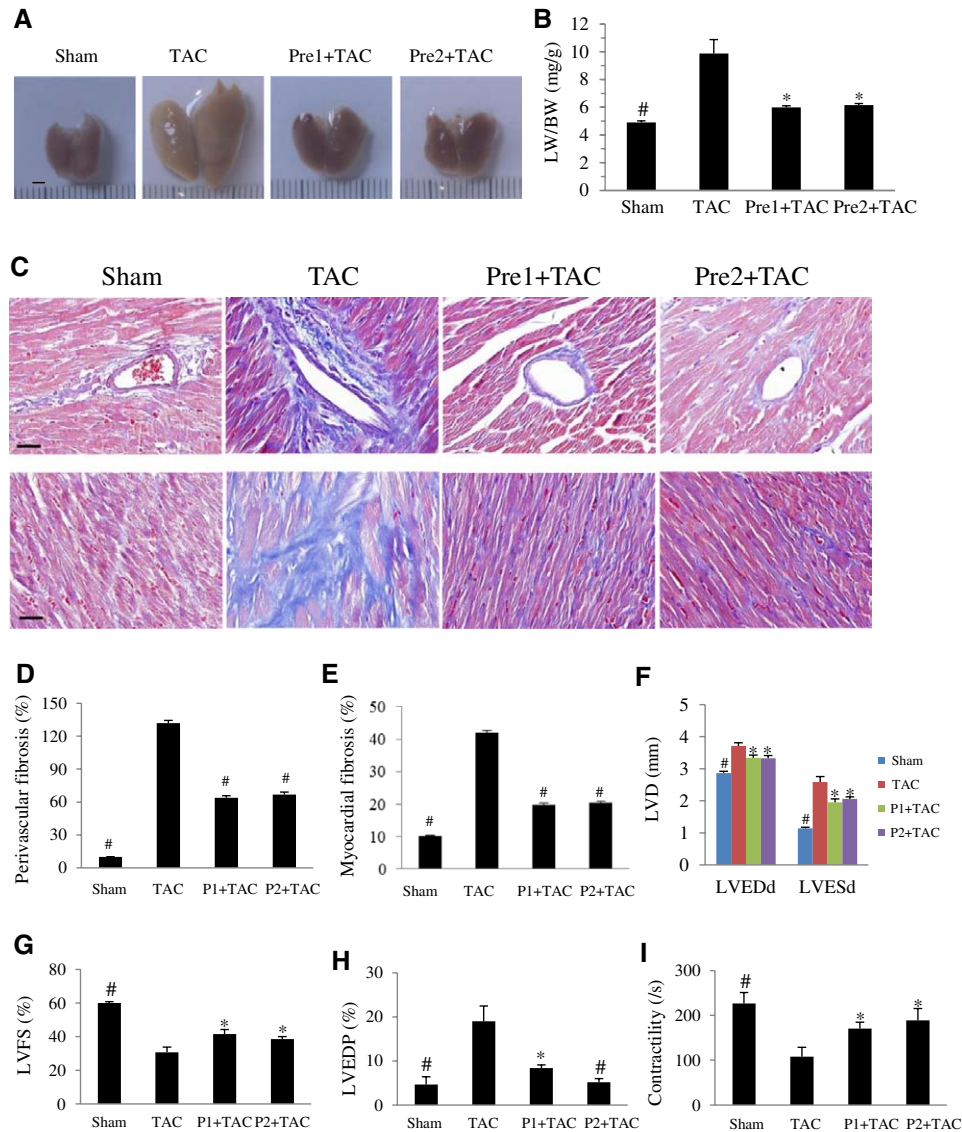 A
Sham TAC Pre1+TAC Pre2+TAC
B
LW/BW (mg/g)
12
10
8
6
4
2
0
#
*
*
Sham TAC Pre1+TAC Pre2+TAC
C
Sham TAC Pre1+TAC Pre2+TAC
D
Perivascular fibrosis (%)
150
120
90
60
30
0
#
#
#
Sham TAC P1+TAC P2+TAC
E
Myocardial fibrosis (%)
50
40
30
20
10
0
#
#
#
Sham TAC P1+TAC P2+TAC
F
LVD (mm)
5
4
3
2
1
0
# * *
# * *
LVEDd LVESd
Sham
TAC
P1+TAC
P2+TAC
G
LVFS (%)
80
60
40
20
0
#
*
*
Sham TAC P1+TAC P2+TAC
H
LVEDP (%)
30
20
10
0
#
*
#
Sham TAC P1+TAC P2+TAC
I
Contractility (/s)
300
200
100
0
#
*
*
Sham TAC P1+TAC P2+TAC